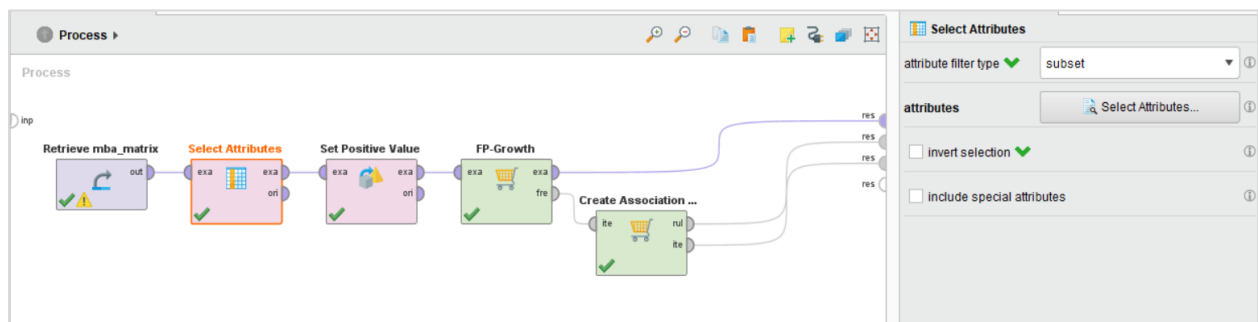 Process
Process
inp
Retrieve mba_matrix
out
Select Attributes
exa
exa
ori
Set Positive Value
exa
exa
ori
FP-Growth
exa
exa
fre
Create Association ...
ite
rul
ite
res
res
res
res
Select Attributes
attribute filter type
subset
attributes
Select Attributes...
invert selection
include special attributes